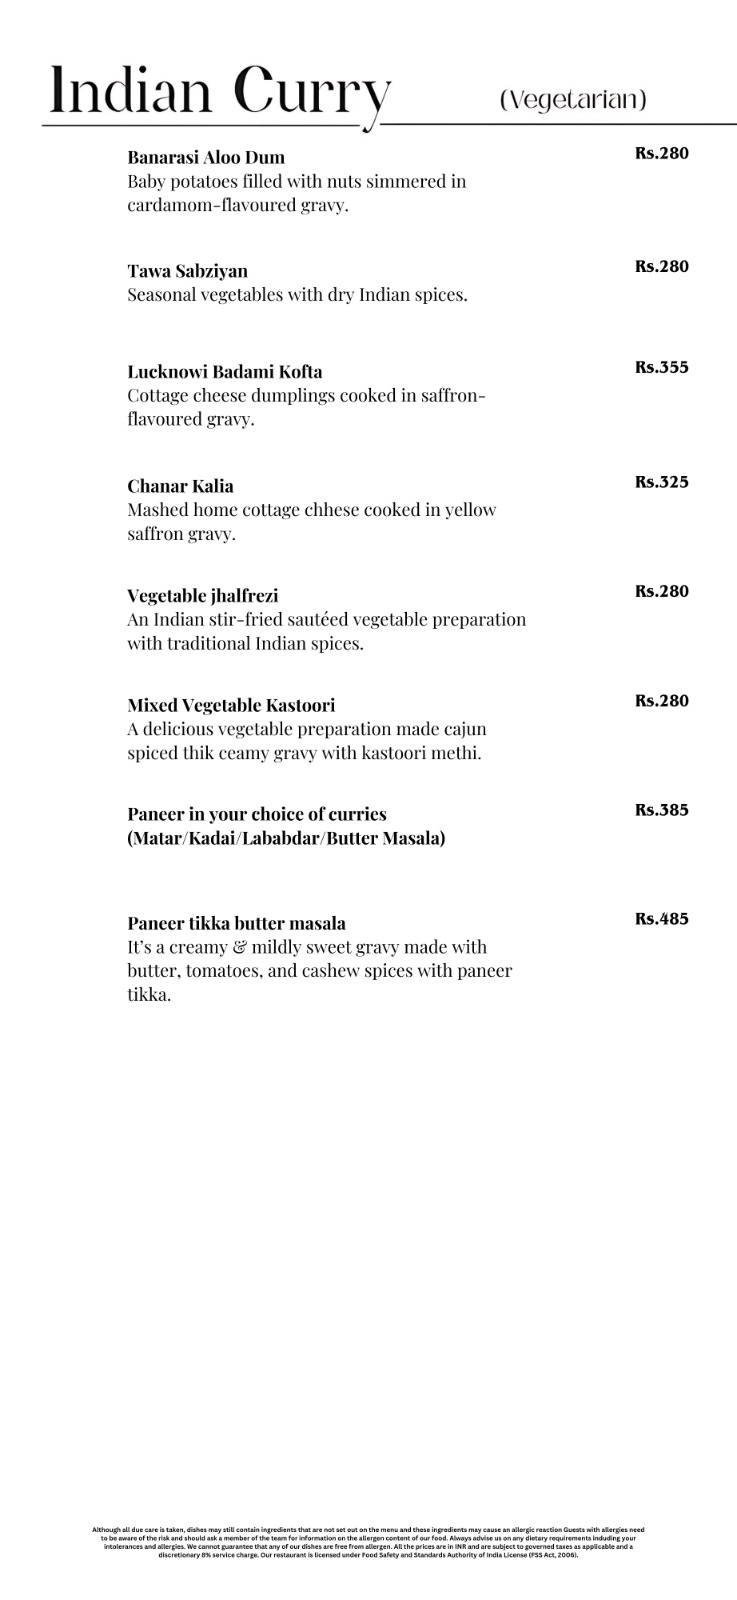 Indian Curry (Vegetarian)
Banarasi Aloo Dum Rs.280
Baby potatoes filled with nuts simmered in
cardamom-flavoured gravy.
Tawa Sabziyan Rs.280
Seasonal vegetables with dry Indian spices.
Lucknowi Badami Kofta Rs.355
Cottage cheese dumplings cooked in saffron-
flavoured gravy.
Chanar Kalia Rs.325
Mashed home cottage chhese cooked in yellow
saffron gravy.
Vegetable jhalfrezi Rs.280
An Indian stir-fried sautéed vegetable preparation
with traditional Indian spices.
Mixed Vegetable Kastoori Rs.280
A delicious vegetable preparation made cajun
spiced thik ceamy gravy with kastoori methi.
Paneer in your choice of curries Rs.385
(Matar/Kadai/Lababdar/Butter Masala)
Paneer tikka butter masala Rs.485
It's a creamy & mildly sweet gravy made with
butter, tomatoes, and cashew spices with paneer
tikka.
Although all due care is taken, dishes may still contain ingredients that are not set out on the menu and these ingredients may cause an allergic reaction Guests with allergies need
to be aware of the risk and should ask a member of the team for information on the allergen content of our food. Always advise us on any dietary requirements including your
intolerances and allergies. We cannot guarantee that any of our dishes are free from allergen. All the prices are in INR and are subject to governed taxes as applicable and a
discretionary 8% service charge. Our restaurant is licensed under Food Safety and Standards Authority of India License (FSS Act, 2006).